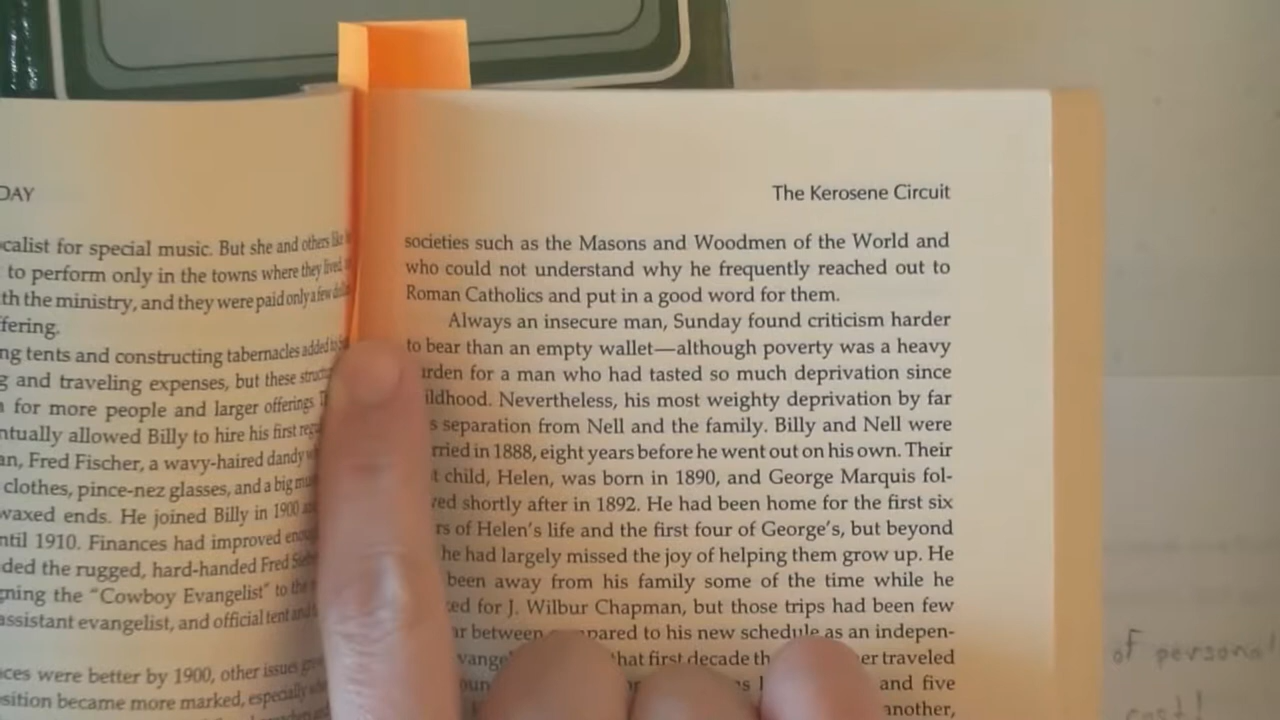 DAY
calist for special music. But she and others like
to perform only in the towns where they lived
th the ministry, and they were paid only a few
fering.
ng tents and constructing tabernacles added
and traveling expenses, but these
for more people and larger offerings.
ntually allowed Billy to hire his first
an, Fred Fischer, a wavy-haired dandy
clothes, pince-nez glasses, and a big
waxed ends. He joined Billy in 1900
ntil 1910. Finances had improved
ded the rugged, hard-handed Fred
ning the "Cowboy Evangelist" to the
assistant evangelist, and official tent and
ces were better by 1900, other issues
sition became more marked, especially
The Kerosene Circuit
societies such as the Masons and Woodmen of the World and
who could not understand why he frequently reached out to
Roman Catholics and put in a good word for them.
Always an insecure man, Sunday found criticism harder
to bear than an empty wallet—although poverty was a heavy
urden for a man who had tasted so much deprivation since
ildhood. Nevertheless, his most weighty deprivation by far
s separation from Nell and the family. Billy and Nell were
rried in 1888, eight years before he went out on his own. Their
t child, Helen, was born in 1890, and George Marquis fol-
ved shortly after in 1892. He had been home for the first six
rs of Helen's life and the first four of George's, but beyond
he had largely missed the joy of helping them grow up. He
been away from his family some of the time while he
ed for J. Wilbur Chapman, but those trips had been few
ar between pared to his new schedule as an indepen-
vange that first decade th er traveled
oun and five
another,
of personal
cost!